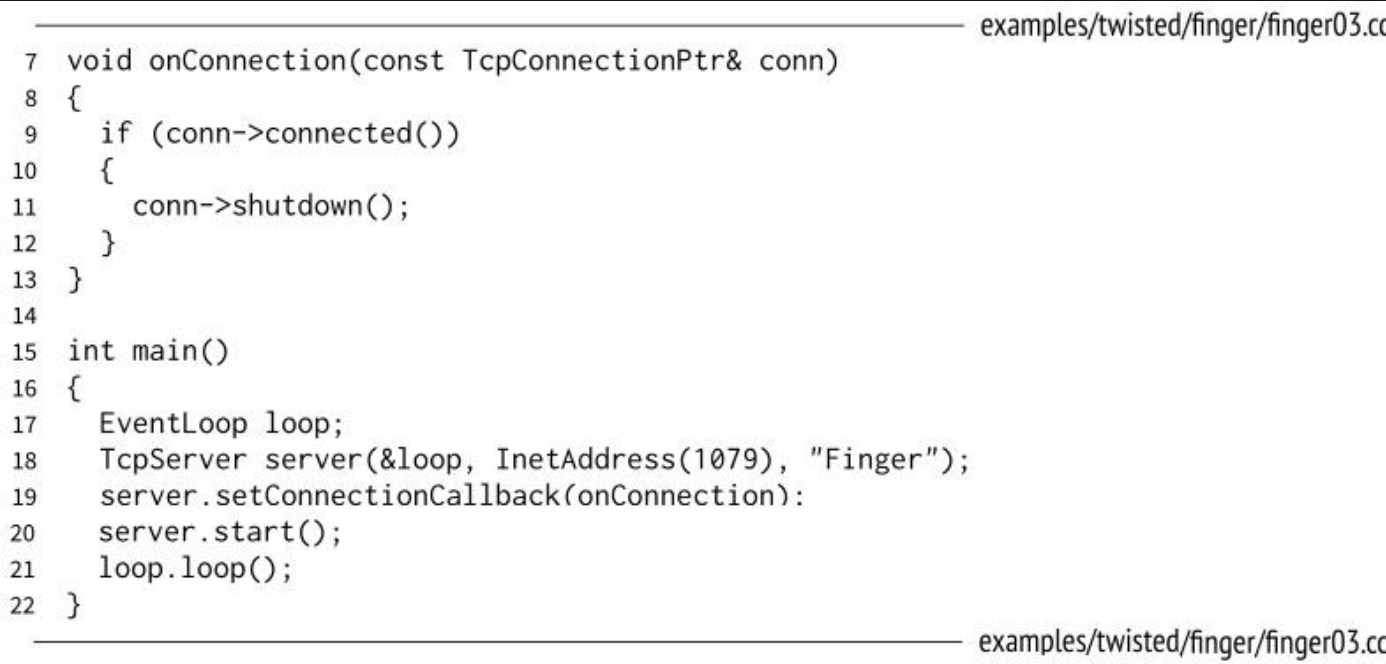 examples/twisted/finger/finger03.cc
7 void onConnection(const TcpConnectionPtr& conn)
8 {
9 if (conn->connected())
10 {
11 conn->shutdown();
12 }
13 }
14
15 int main()
16 {
17 EventLoop loop;
18 TcpServer server(&loop, InetAddress(1079), "Finger");
19 server.setConnectionCallback(onConnection):
20 server.start();
21 loop.loop();
22 }
examples/twisted/finger/finger03.cc